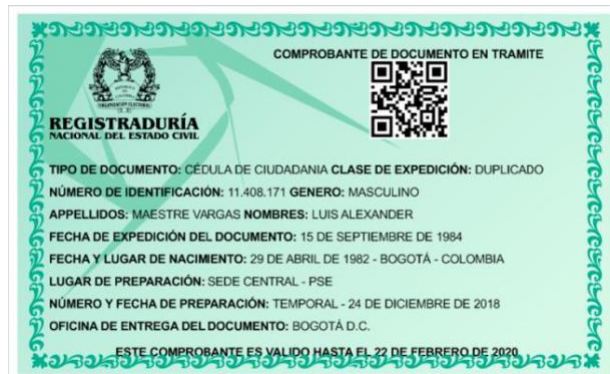 COMPROBANTE DE DOCUMENTO EN TRAMITE
REGISTRADURÍA
NACIONAL DEL ESTADO CIVIL
TIPO DE DOCUMENTO: CÉDULA DE CIUDADANIA CLASE DE EXPEDICIÓN: DUPLICADO
NÚMERO DE IDENTIFICACIÓN: 11.408.171 GENERO: MASCULINO
APPELLIDOS: MAESTRE VARGAS NOMBRES: LUIS ALEXANDER
FECHA DE EXPEDICIÓN DEL DOCUMENTO: 15 DE SEPTIEMBRE DE 1984
FECHA Y LUGAR DE NACIMIENTO: 29 DE ABRIL DE 1982 - BOGOTÁ - COLOMBIA
LUGAR DE PREPARACIÓN: SEDE CENTRAL - PSE
NÚMERO Y FECHA DE PREPARACIÓN: TEMPORAL - 24 DE DICIEMBRE DE 2018
OFICINA DE ENTREGA DEL DOCUMENTO: BOGOTÁ D.C.
ESTE COMPROBANTE ES VALIDO HASTA EL 22 DE FEBRERO DE 2020